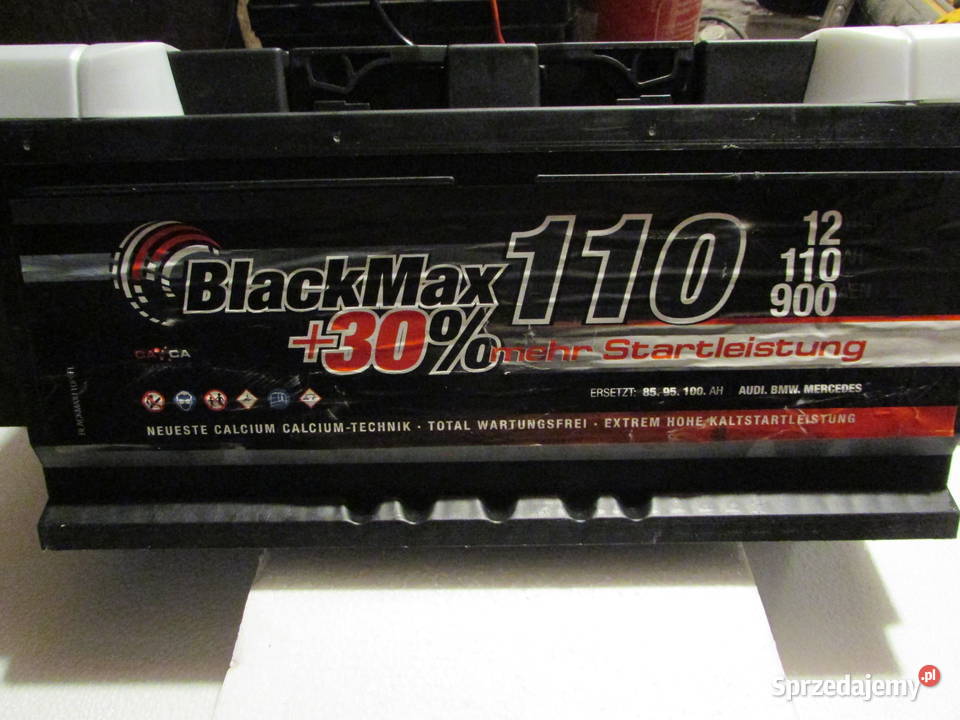 BlackMax 110
12
110
900
+30% mehr Startleistung
CA CA
ERSETZT: 85. 95. 100. AH AUDI. BMW. MERCEDES
NEUESTE CALCIUM CALCIUM-TECHNIK · TOTAL WARTUNGSFREI · EXTREM HOHE KALTSTARTLEISTUNG
Sprzedajemy.pl